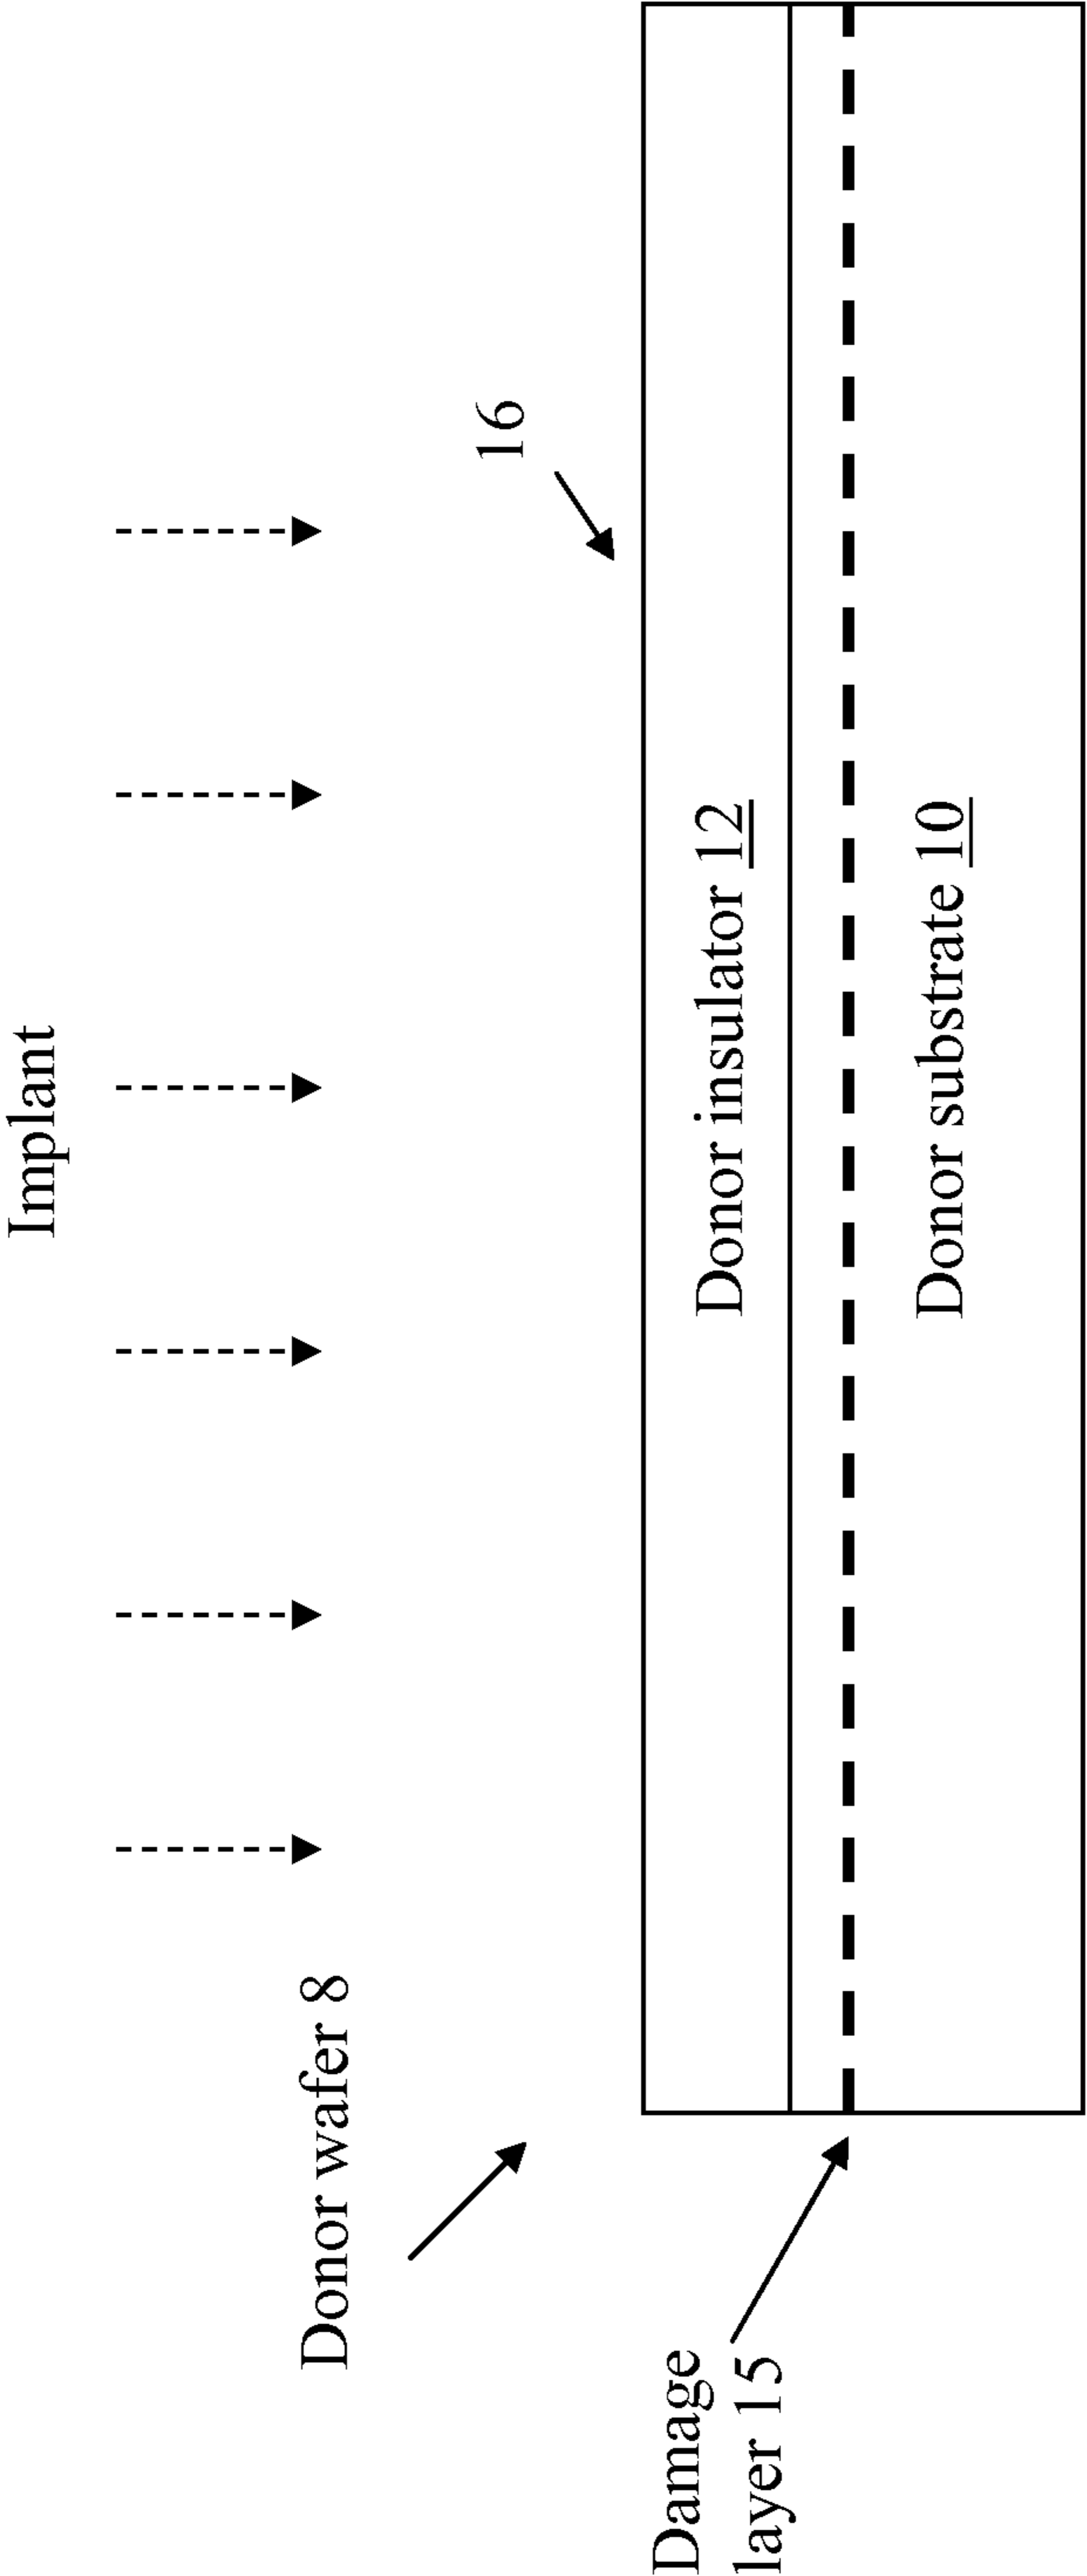 Implant
Donor wafer 8
16
Donor insulator 12
Damage
layer 15
Donor substrate 10